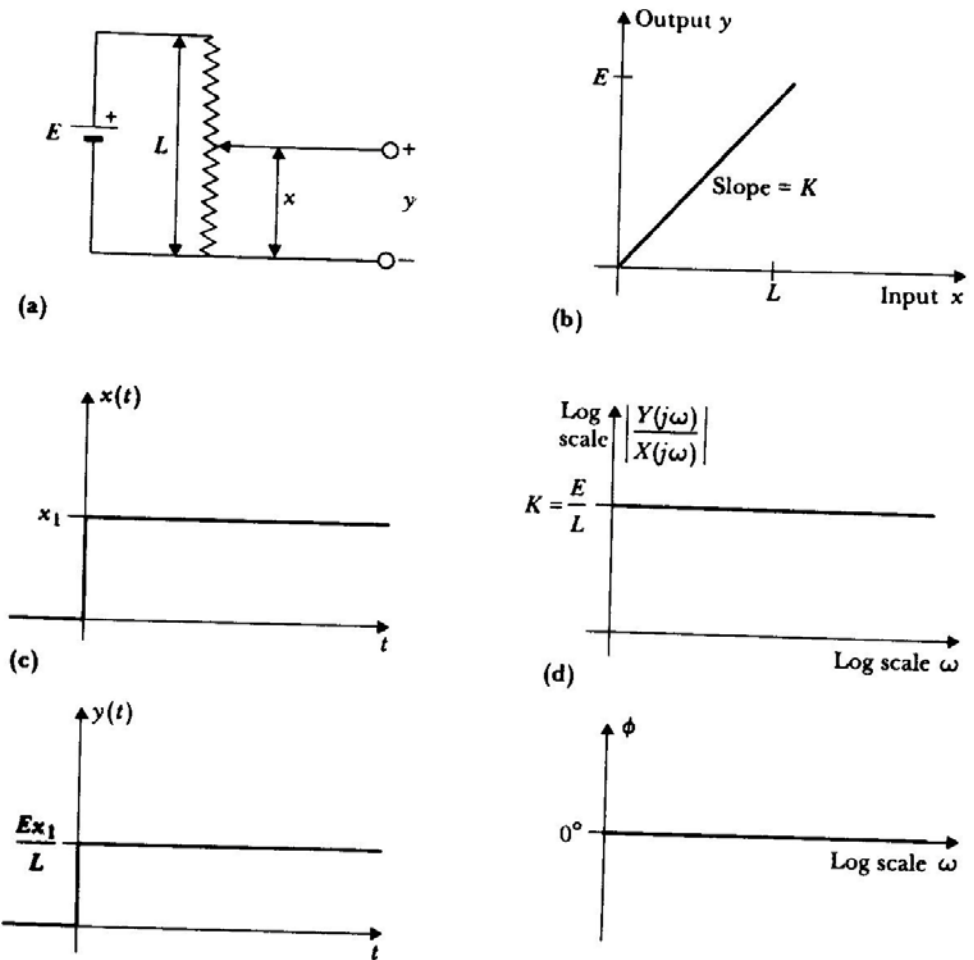 E
+
L
x
+
y
−
(a)
Output y
E
Slope = K
L
Input x
(b)
x(t)
x₁
t
(c)
Log
scale
|Y(jω)/X(jω)|
K = E/L
Log scale ω
(d)
y(t)
Ex₁/L
t
ϕ
0°
Log scale ω